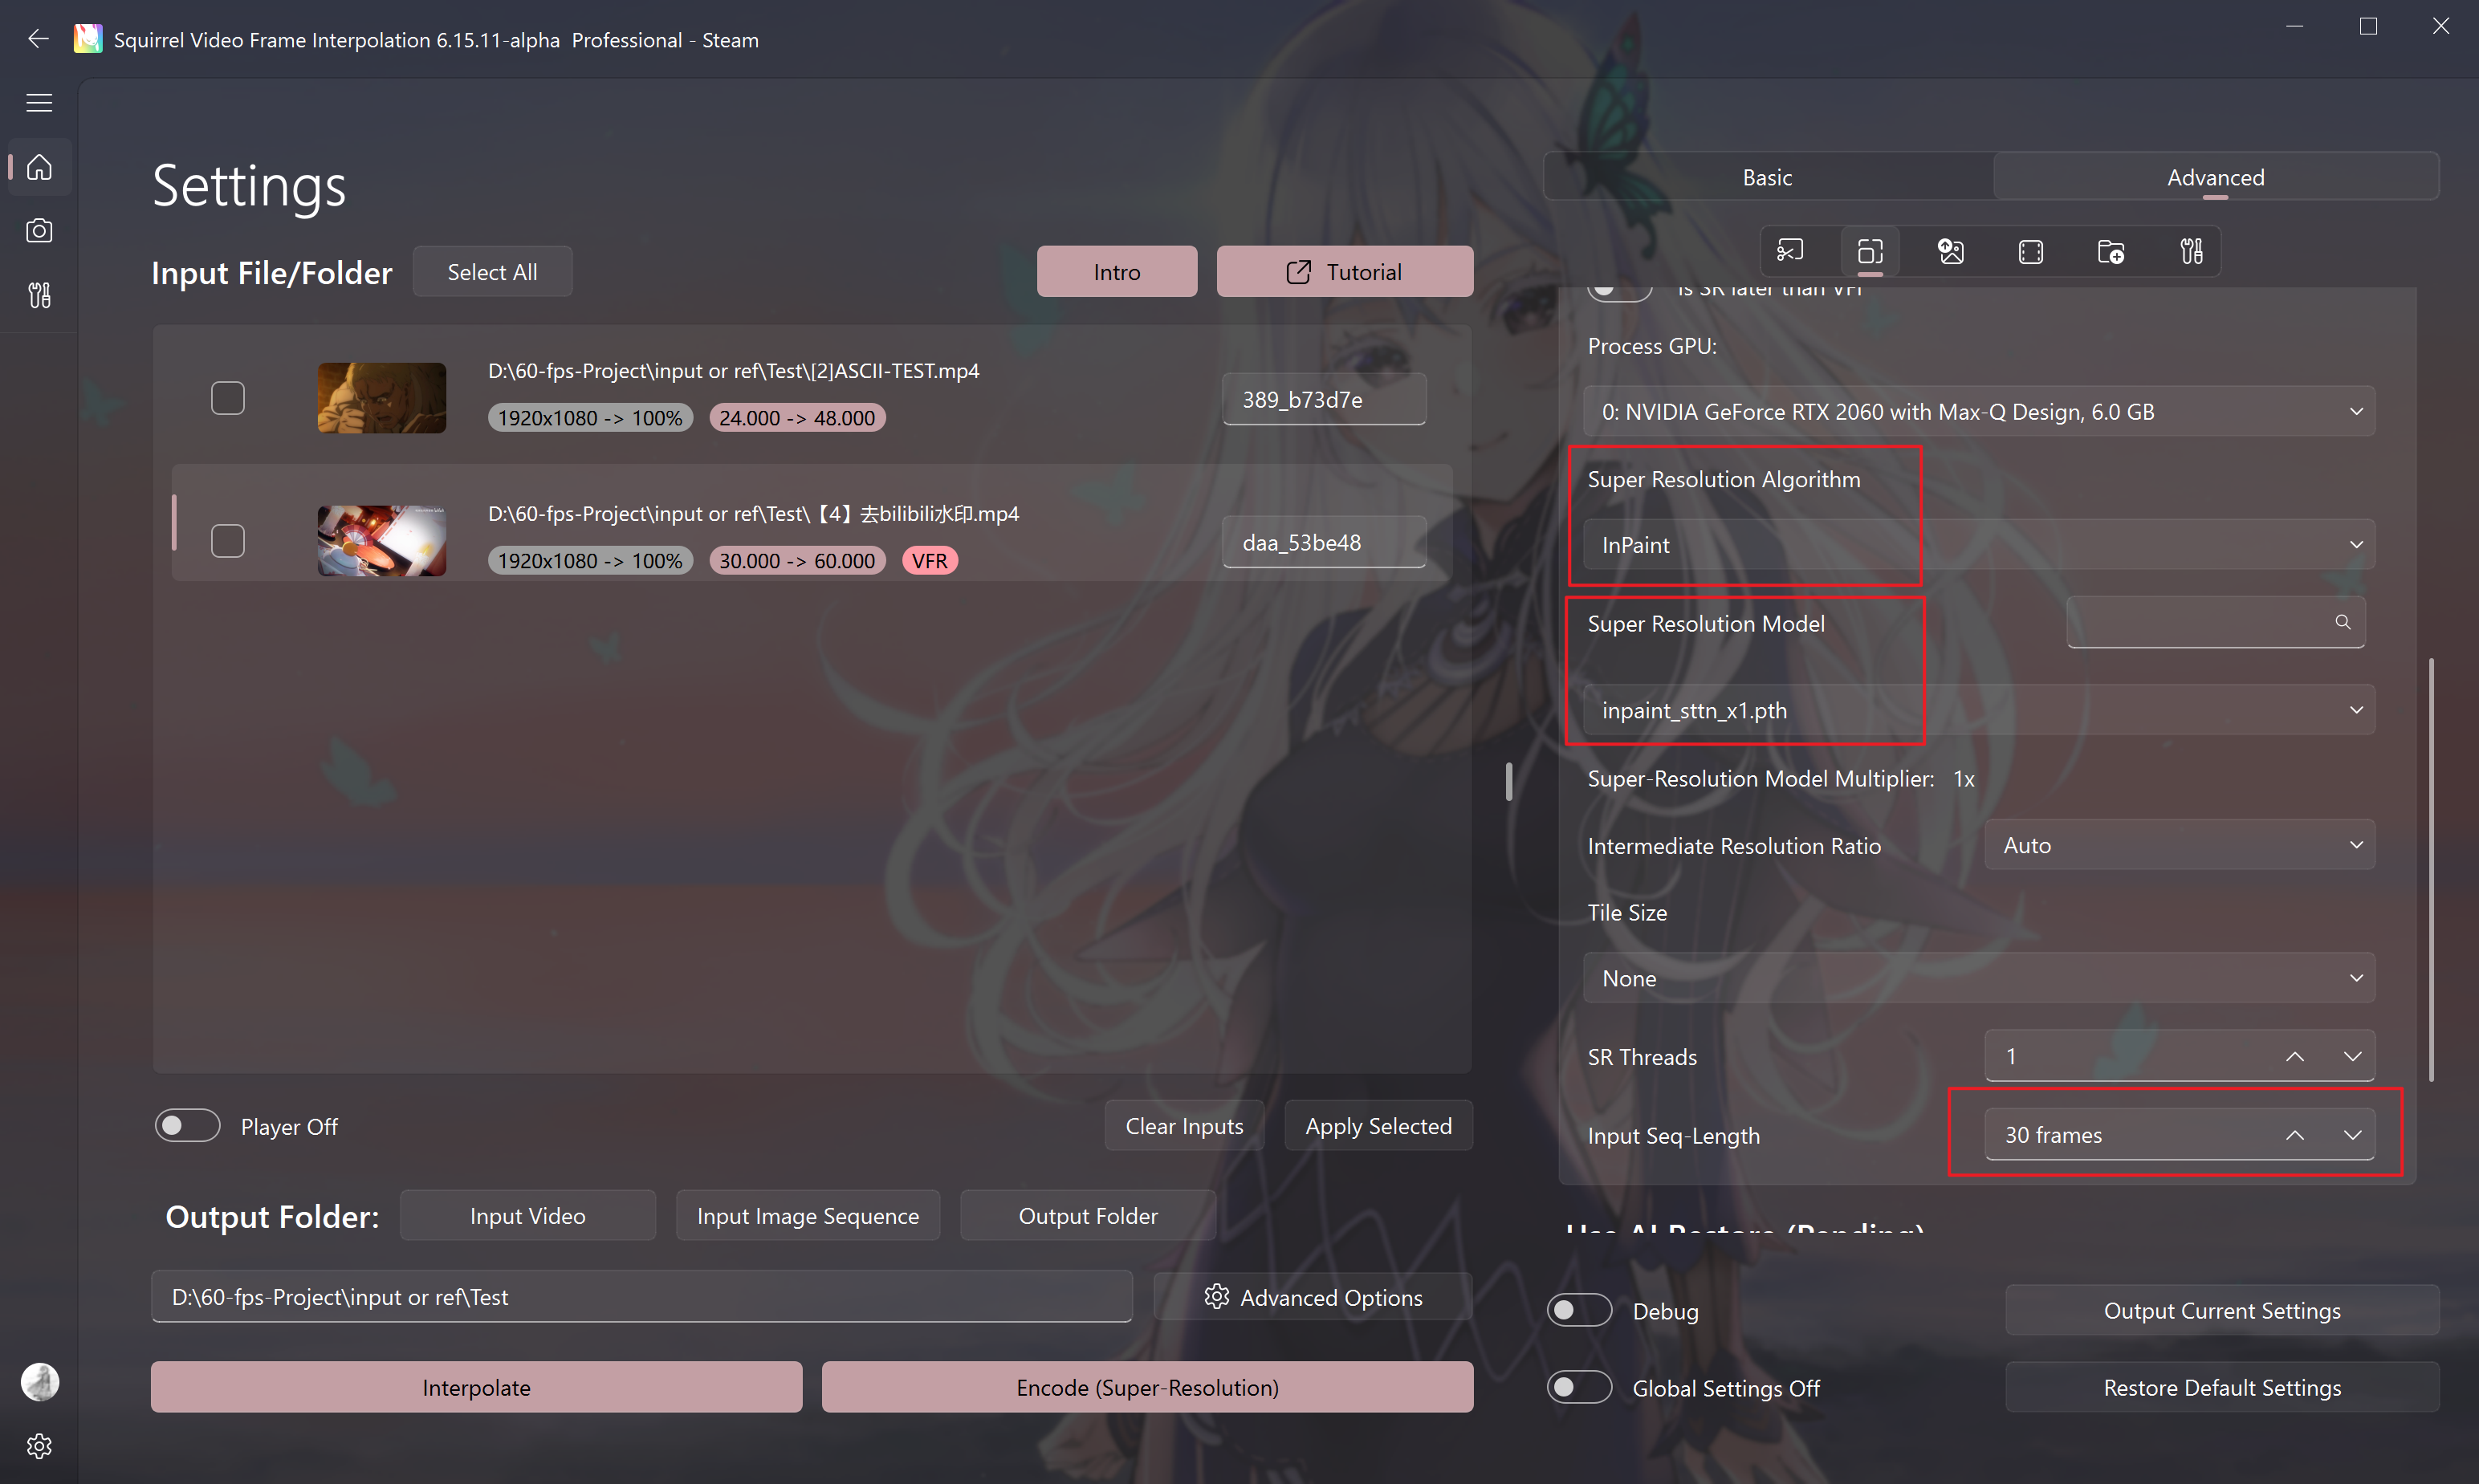 Squirrel Video Frame Interpolation 6.15.11-alpha  Professional - Steam
Settings
Input File/Folder
Select All
Intro
Tutorial
D:\60-fps-Project\input or ref\Test\[2]ASCII-TEST.mp4
1920x1080 -> 100%
24.000 -> 48.000
389_b73d7e
D:\60-fps-Project\input or ref\Test\【4】去bilibili水印.mp4
1920x1080 -> 100%
30.000 -> 60.000
VFR
daa_53be48
Player Off
Clear Inputs
Apply Selected
Output Folder:
Input Video
Input Image Sequence
Output Folder
D:\60-fps-Project\input or ref\Test
Advanced Options
Interpolate
Encode (Super-Resolution)
Basic
Advanced
Is SR later than VFI
Process GPU:
0: NVIDIA GeForce RTX 2060 with Max-Q Design, 6.0 GB
Super Resolution Algorithm
InPaint
Super Resolution Model
inpaint_sttn_x1.pth
Super-Resolution Model Multiplier:
1x
Intermediate Resolution Ratio
Auto
Tile Size
None
SR Threads
1
Input Seq-Length
30 frames
Use AI Restore (Pending)
Debug
Output Current Settings
Global Settings Off
Restore Default Settings